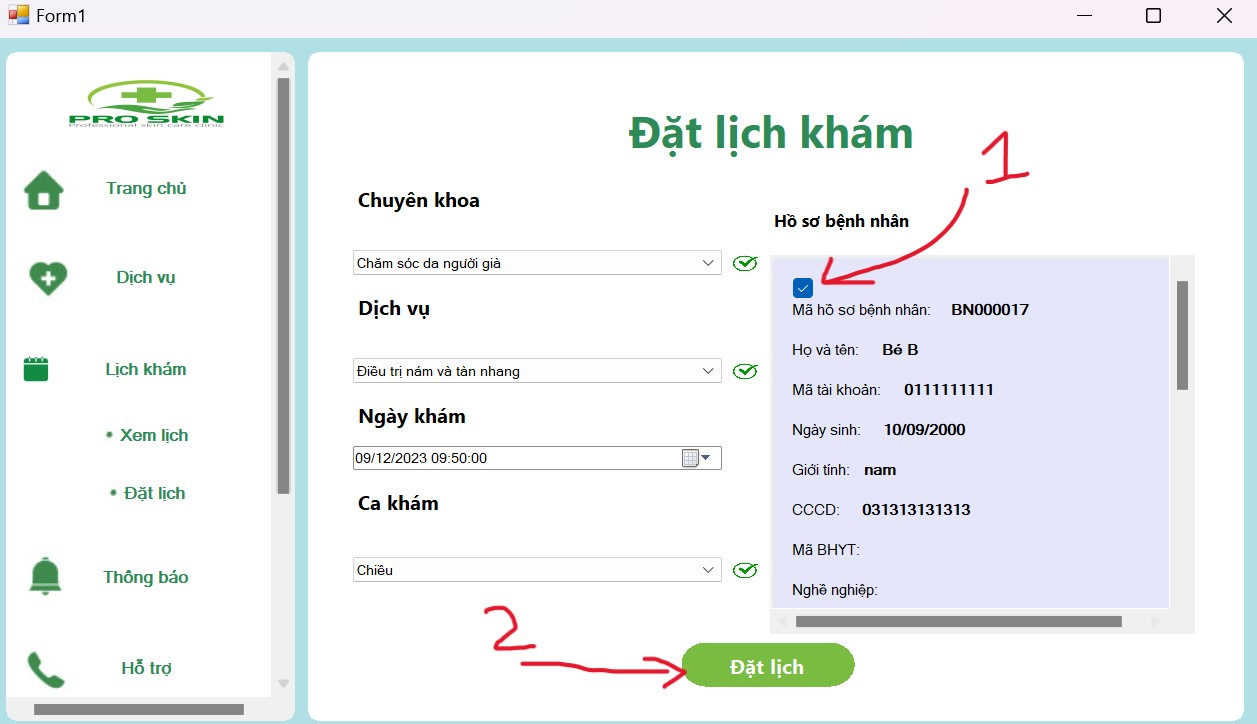 Form1
PRO SKIN
Professional skin care clinic
Trang chủ
Dịch vụ
Lịch khám
• Xem lịch
• Đặt lịch
Thông báo
Hỗ trợ
Đặt lịch khám
1
Chuyên khoa
Chăm sóc da người già
Dịch vụ
Điều trị nám và tàn nhang
Ngày khám
09/12/2023 09:50:00
Ca khám
Chiều
Hồ sơ bệnh nhân
Mã hồ sơ bệnh nhân: BN000017
Họ và tên: Bé B
Mã tài khoản: 0111111111
Ngày sinh: 10/09/2000
Giới tính: nam
CCCD: 031313131313
Mã BHYT:
Nghề nghiệp:
2
Đặt lịch